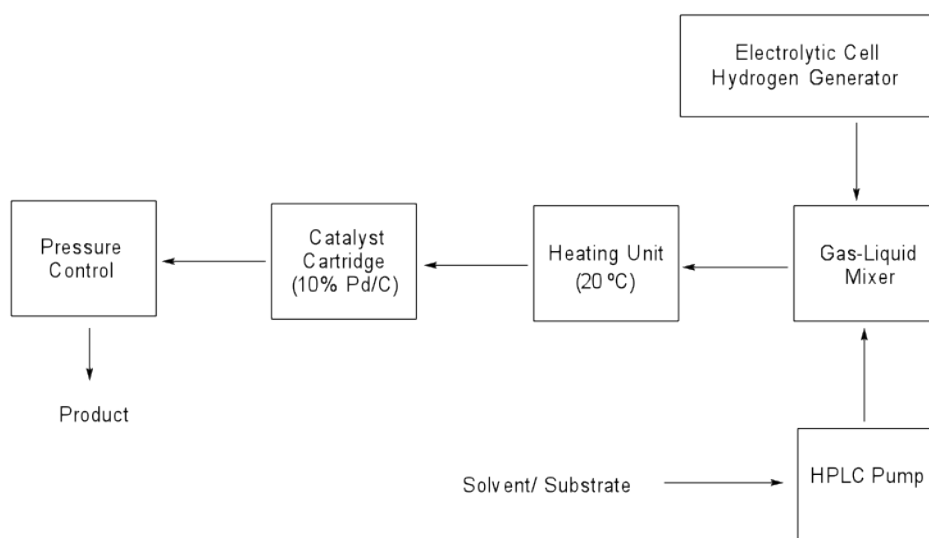 Electrolytic Cell
Hydrogen Generator
Pressure
Control
Catalyst
Cartridge
(10% Pd/C)
Heating Unit
(20 ºC)
Gas-Liquid
Mixer
Product
Solvent/ Substrate
HPLC Pump